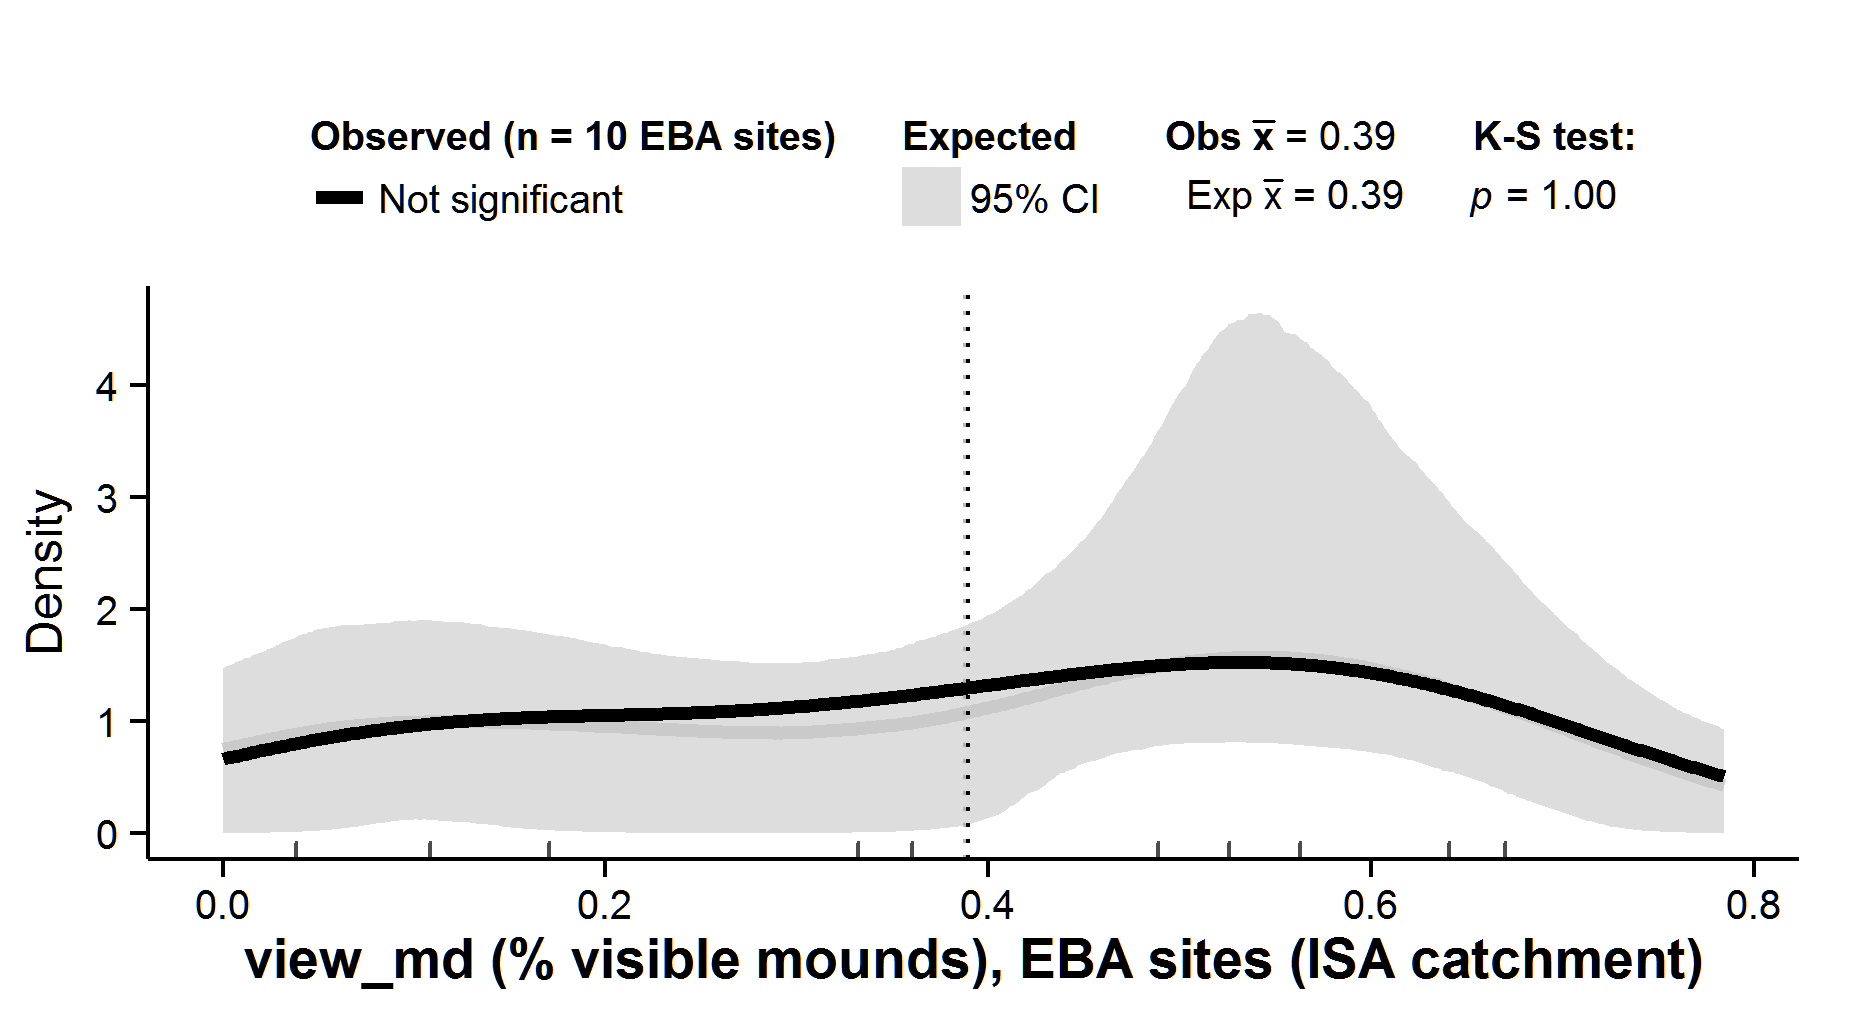 Observed (n = 10 EBA sites) Expected Obs x̅ = 0.39 K-S test:
Not significant 95% CI Exp x̅ = 0.39 p = 1.00
Density
4
3
2
1
0
0.0 0.2 0.4 0.6 0.8
view_md (% visible mounds), EBA sites (ISA catchment)